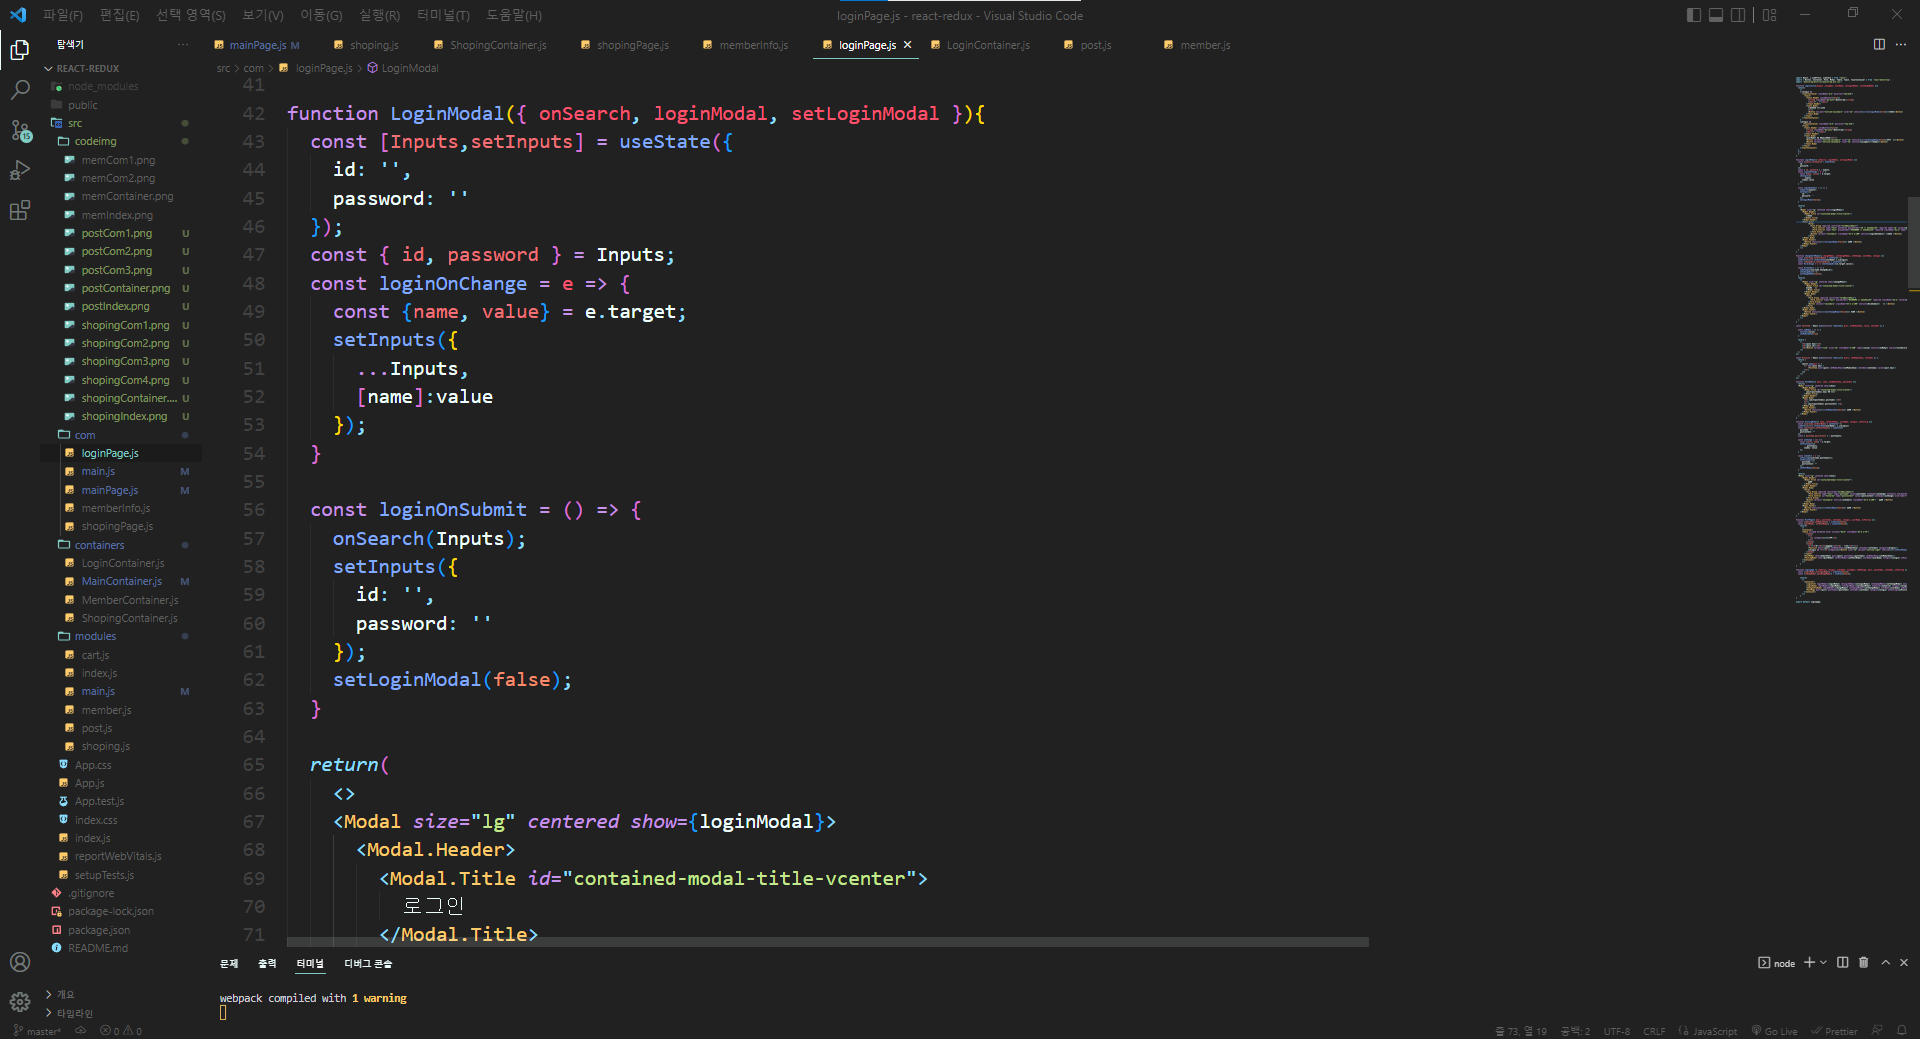 파일(F) 편집(E) 선택 영역(S) 보기(V) 이동(G) 실행(R) 터미널(T) 도움말(H)
loginPage.js - react-redux - Visual Studio Code
탐색기
mainPage.js M
shoping.js
ShopingContainer.js
shopingPage.js
memberInfo.js
loginPage.js
LoginContainer.js
post.js
member.js
src > com > loginPage.js > LoginModal
REACT-REDUX
node_modules
public
src
codeimg
memCom1.png
memCom2.png
memContainer.png
memIndex.png
postCom1.png U
postCom2.png U
postCom3.png U
postContainer.png U
postIndex.png U
shopingCom1.png U
shopingCom2.png U
shopingCom3.png U
shopingCom4.png U
shopingContainer.... U
shopingIndex.png U
com
loginPage.js
main.js M
mainPage.js M
memberInfo.js
shopingPage.js
containers
LoginContainer.js
MainContainer.js M
MemberContainer.js
ShopingContainer.js
modules
cart.js
index.js
main.js M
member.js
post.js
shoping.js
App.css
App.js
App.test.js
index.css
index.js
reportWebVitals.js
setupTests.js
.gitignore
package-lock.json
package.json
README.md
개요
타임라인
15
41
42 function LoginModal({ onSearch, loginModal, setLoginModal }){
43 const [Inputs,setInputs] = useState({
44 id: '',
45 password: ''
46 });
47 const { id, password } = Inputs;
48 const loginOnChange = e => {
49 const {name, value} = e.target;
50 setInputs({
51 ...Inputs,
52 [name]:value
53 });
54 }
55
56 const loginOnSubmit = () => {
57 onSearch(Inputs);
58 setInputs({
59 id: '',
60 password: ''
61 });
62 setLoginModal(false);
63 }
64
65 return(
66 <>
67 <Modal size="lg" centered show={loginModal}>
68 <Modal.Header>
69 <Modal.Title id="contained-modal-title-vcenter">
70 로그인
71 </Modal.Title>
문제 출력 터미널 디버그 콘솔
node
webpack compiled with 1 warning
master* 0 0
줄 73, 열 19 공백: 2 UTF-8 CRLF JavaScript Go Live Prettier